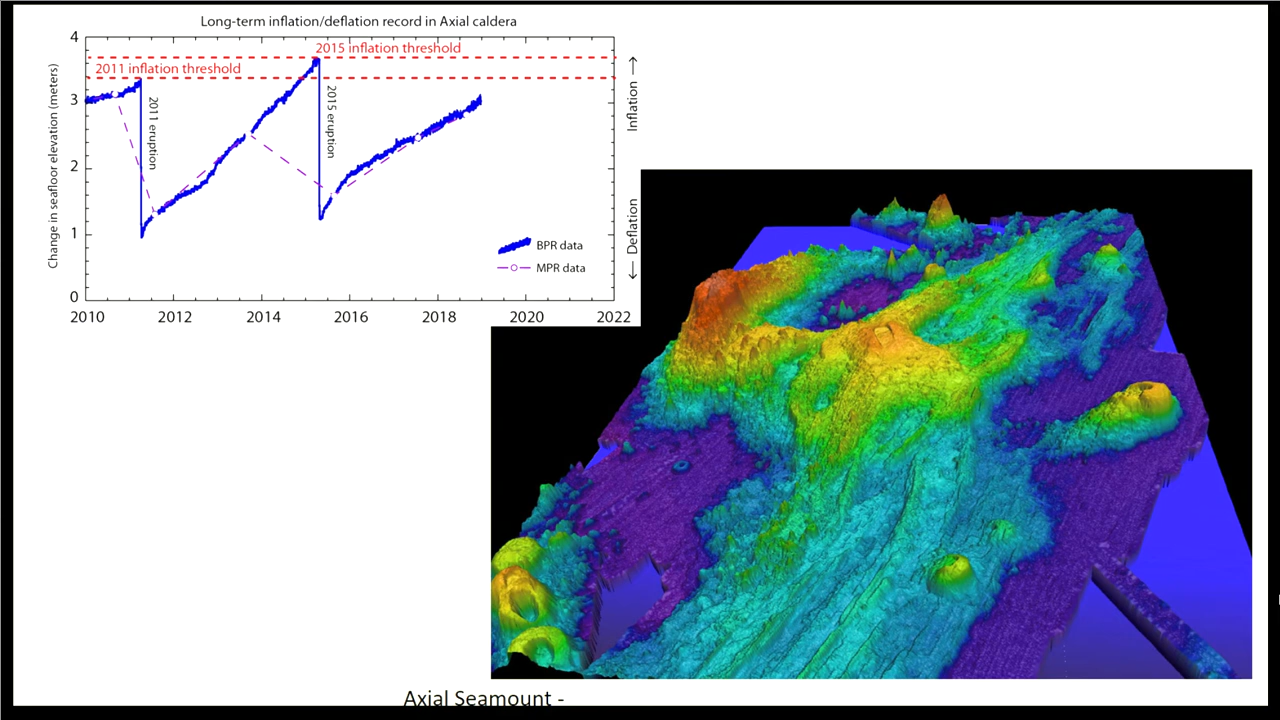 Long-term inflation/deflation record in Axial caldera
4
3
2
1
0
Change in seafloor elevation (meters)
2015 inflation threshold
2011 inflation threshold
2011 eruption
2015 eruption
BPR data
MPR data
Inflation →
← Deflation
2010 2012 2014 2016 2018 2020 2022
Axial Seamount -